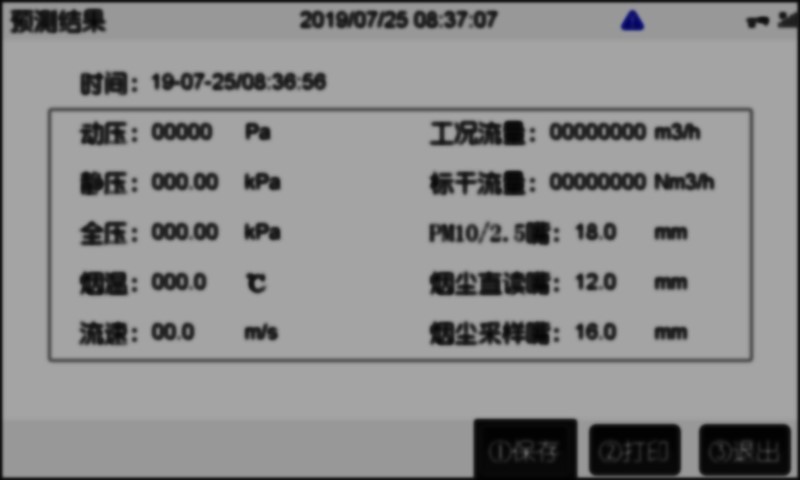 预测结果 2019/07/25 08:37:07
时间：19-07-25/08:36:56
动压：00000 Pa 工况流量：00000000 m3/h
静压：000.00 kPa 标干流量：00000000 Nm3/h
全压：000.00 kPa PM10/2.5嘴：18.0 mm
烟温：000.0 ℃ 烟尘直读嘴：12.0 mm
流速：00.0 m/s 烟尘采样嘴：16.0 mm
①保存 ②打印 ③退出